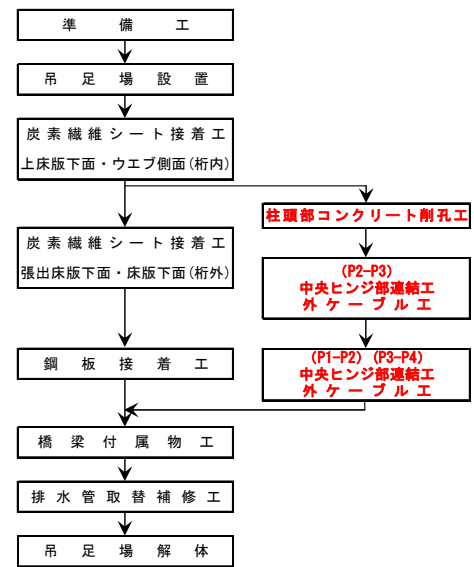 準備工
吊足場設置
炭素繊維シート接着工
上床版下面・ウエブ側面(桁内)
柱頭部コンクリート削孔工
炭素繊維シート接着工
張出床版下面・床版下面(桁外)
(P2-P3)
中央ヒンジ部連結工
外ケーブル工
鋼板接着工
(P1-P2) (P3-P4)
中央ヒンジ部連結工
外ケーブル工
橋梁付属物工
排水管取替補修工
吊足場解体